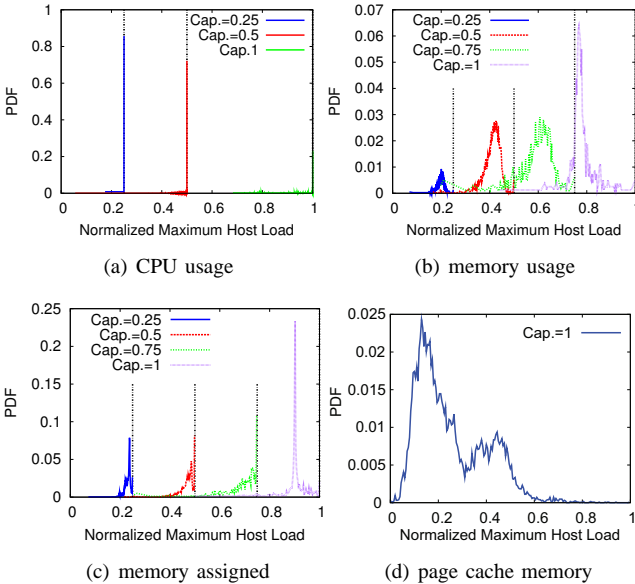 Cap.=0.25
Cap.=0.5
Cap.1
PDF
1
0.8
0.6
0.4
0.2
0
0 0.2 0.4 0.6 0.8 1
Normalized Maximum Host Load
(a) CPU usage
Cap.=0.25
Cap.=0.5
Cap.=0.75
Cap.=1
PDF
0.07
0.06
0.05
0.04
0.03
0.02
0.01
0
0 0.2 0.4 0.6 0.8 1
Normalized Maximum Host Load
(b) memory usage
Cap.=0.25
Cap.=0.5
Cap.=0.75
Cap.=1
PDF
0.25
0.2
0.15
0.1
0.05
0
0 0.2 0.4 0.6 0.8 1
Normalized Maximum Host Load
(c) memory assigned
Cap.=1
PDF
0.025
0.02
0.015
0.01
0.005
0
0 0.2 0.4 0.6 0.8 1
Normalized Maximum Host Load
(d) page cache memory